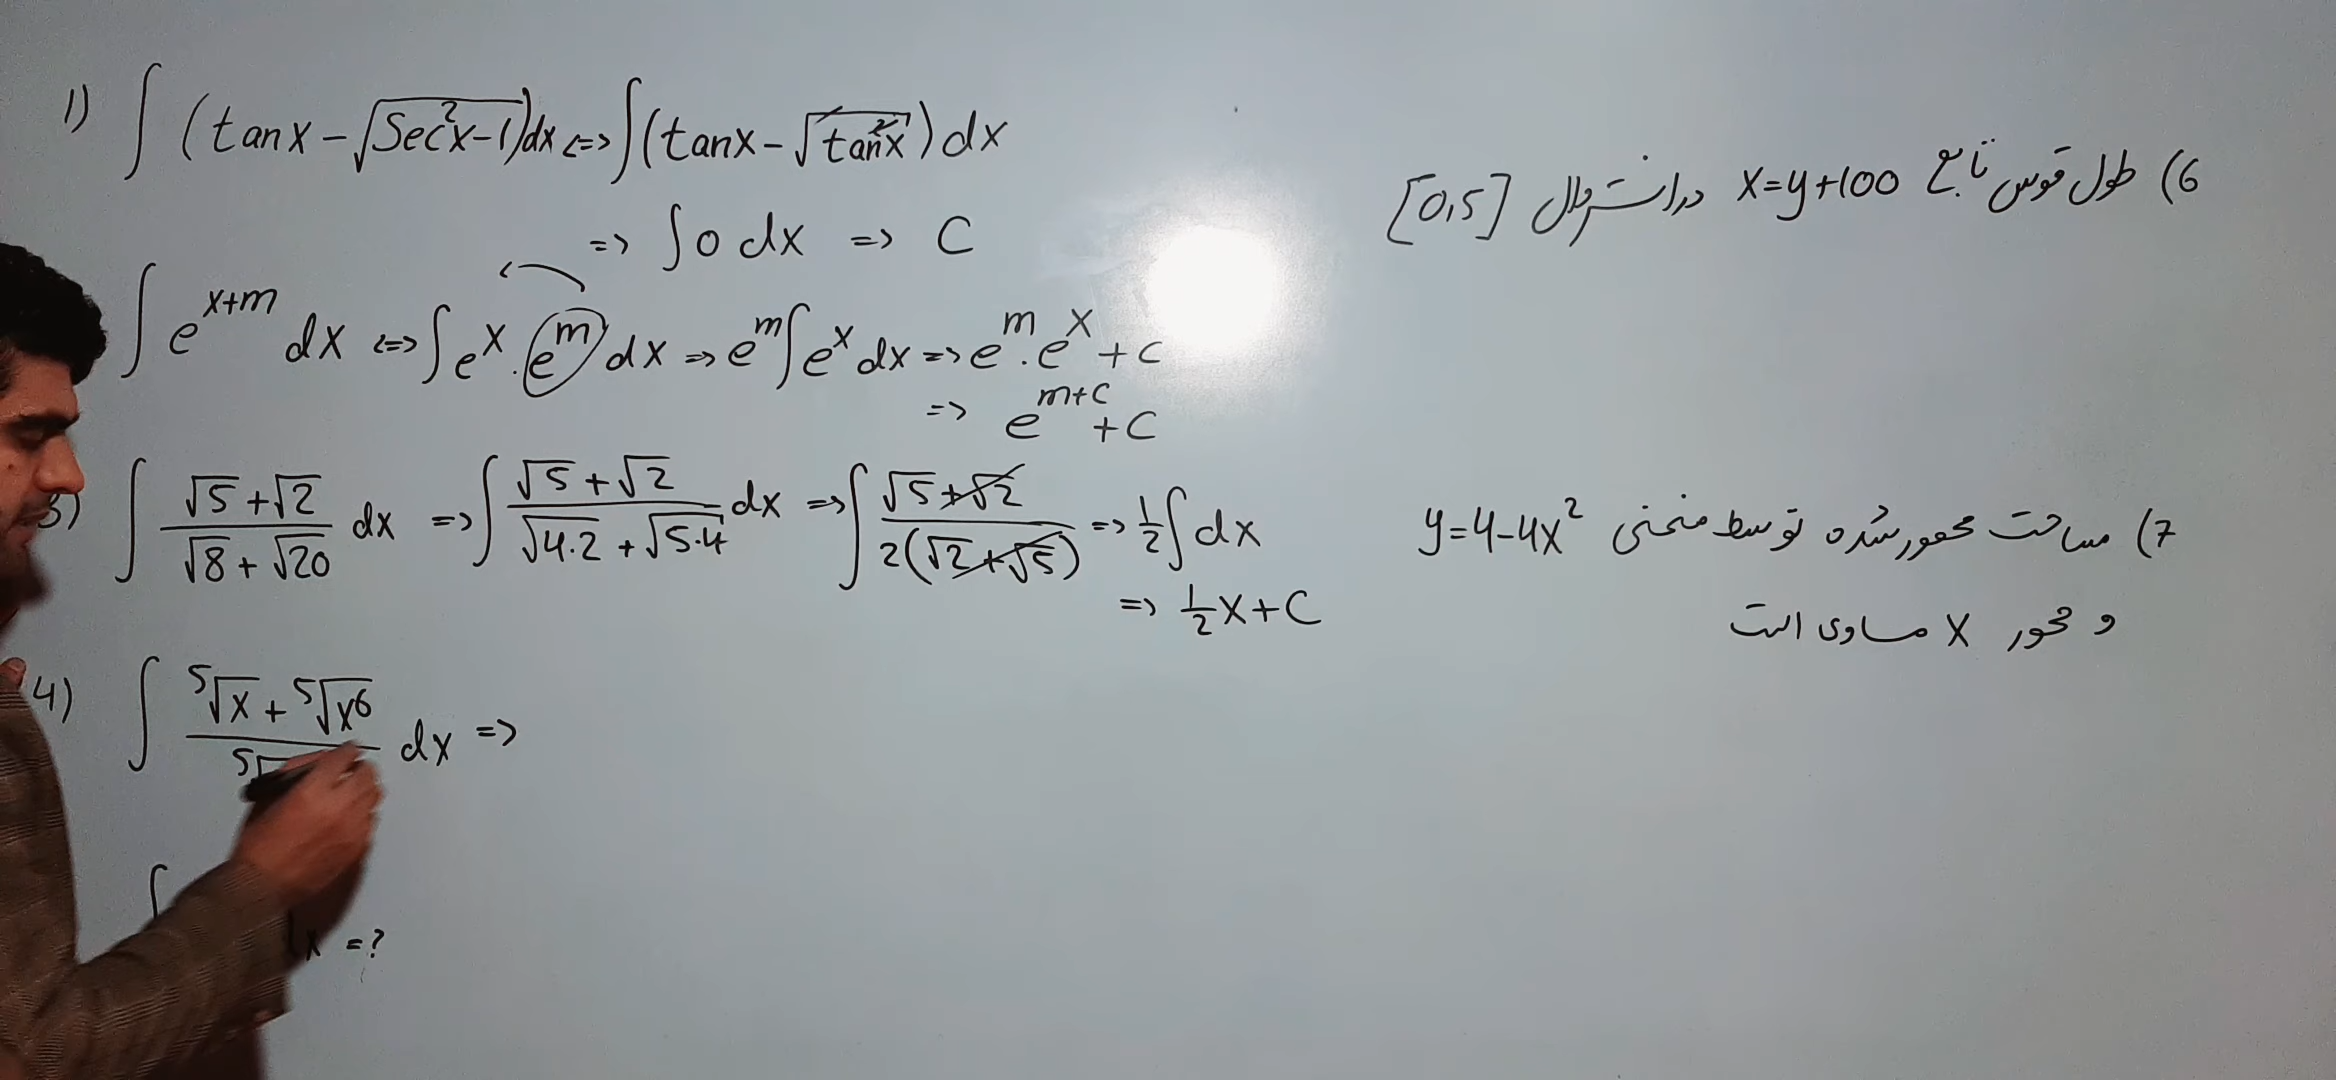 1) ∫ (tanx - √(Sec²x-1))dx <=> ∫(tanx - √(tan²x)) dx
=> ∫0 dx => C
∫ e^(x+m) dx <=> ∫e^x . e^m dx => e^m ∫e^x dx => e^m . e^x + c
=> e^(m+c) + C
3) ∫ (√5+√2)/(√8+√20) dx => ∫ (√5+√2)/(√4.2+√5.4) dx => ∫ (√5+√2)/(2(√2+√5)) => 1/2 ∫dx
=> 1/2 x+C
4) ∫ (⁵√x + ⁵√x⁶)/(⁵√ dx =>
∫ x =?
6) طول قوس تابع x=y+100 در انتروال [0,5]
7) مساحت محصور شده توسط منحنی y=4-4x²
و محور x مساوی است